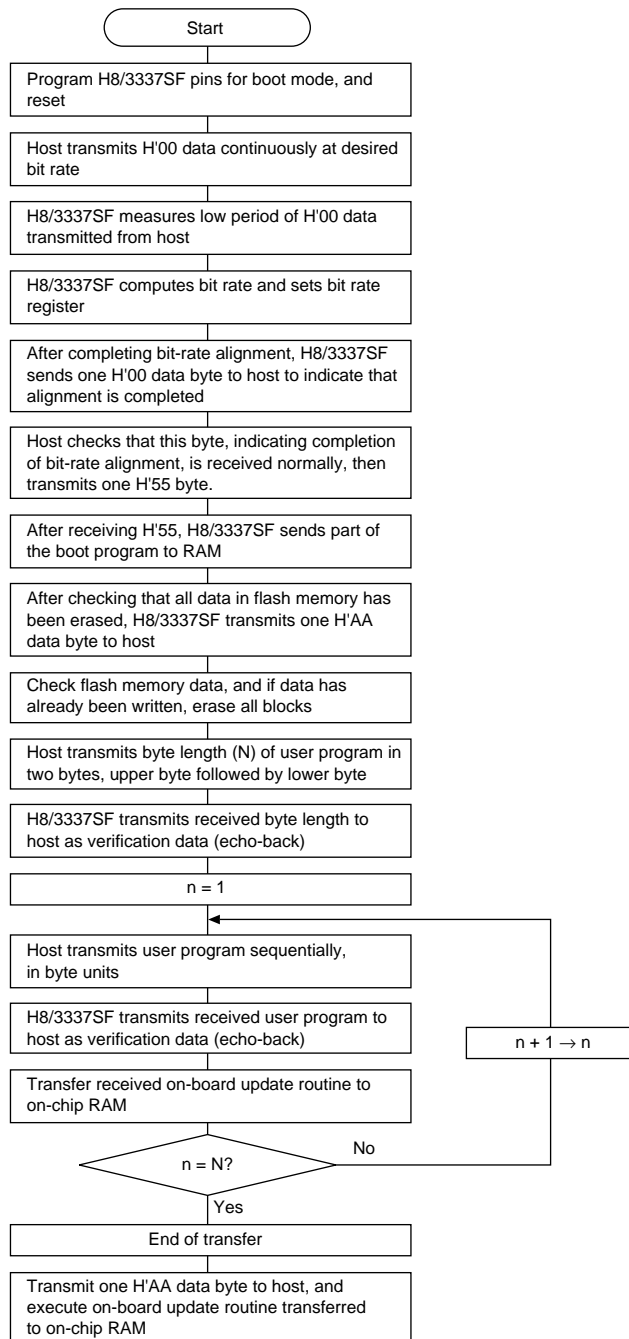 Start
Program H8/3337SF pins for boot mode, and
reset
Host transmits H'00 data continuously at desired
bit rate
H8/3337SF measures low period of H'00 data
transmitted from host
H8/3337SF computes bit rate and sets bit rate
register
After completing bit-rate alignment, H8/3337SF
sends one H'00 data byte to host to indicate that
alignment is completed
Host checks that this byte, indicating completion
of bit-rate alignment, is received normally, then
transmits one H'55 byte.
After receiving H'55, H8/3337SF sends part of
the boot program to RAM
After checking that all data in flash memory has
been erased, H8/3337SF transmits one H'AA
data byte to host
Check flash memory data, and if data has
already been written, erase all blocks
Host transmits byte length (N) of user program in
two bytes, upper byte followed by lower byte
H8/3337SF transmits received byte length to
host as verification data (echo-back)
n = 1
Host transmits user program sequentially,
in byte units
H8/3337SF transmits received user program to
host as verification data (echo-back)
n + 1 → n
Transfer received on-board update routine to
on-chip RAM
n = N?
No
Yes
End of transfer
Transmit one H'AA data byte to host, and
execute on-board update routine transferred
to on-chip RAM